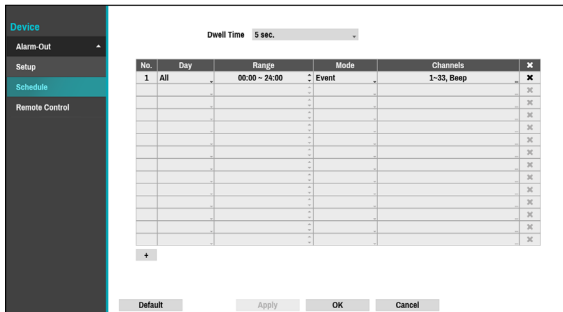 Device
Alarm-Out
Setup
Schedule
Remote Control
Dwell Time 5 sec.
No. Day Range Mode Channels ✖
1 All 00:00 ~ 24:00 Event 1~33, Beep ✖
+
Default Apply OK Cancel